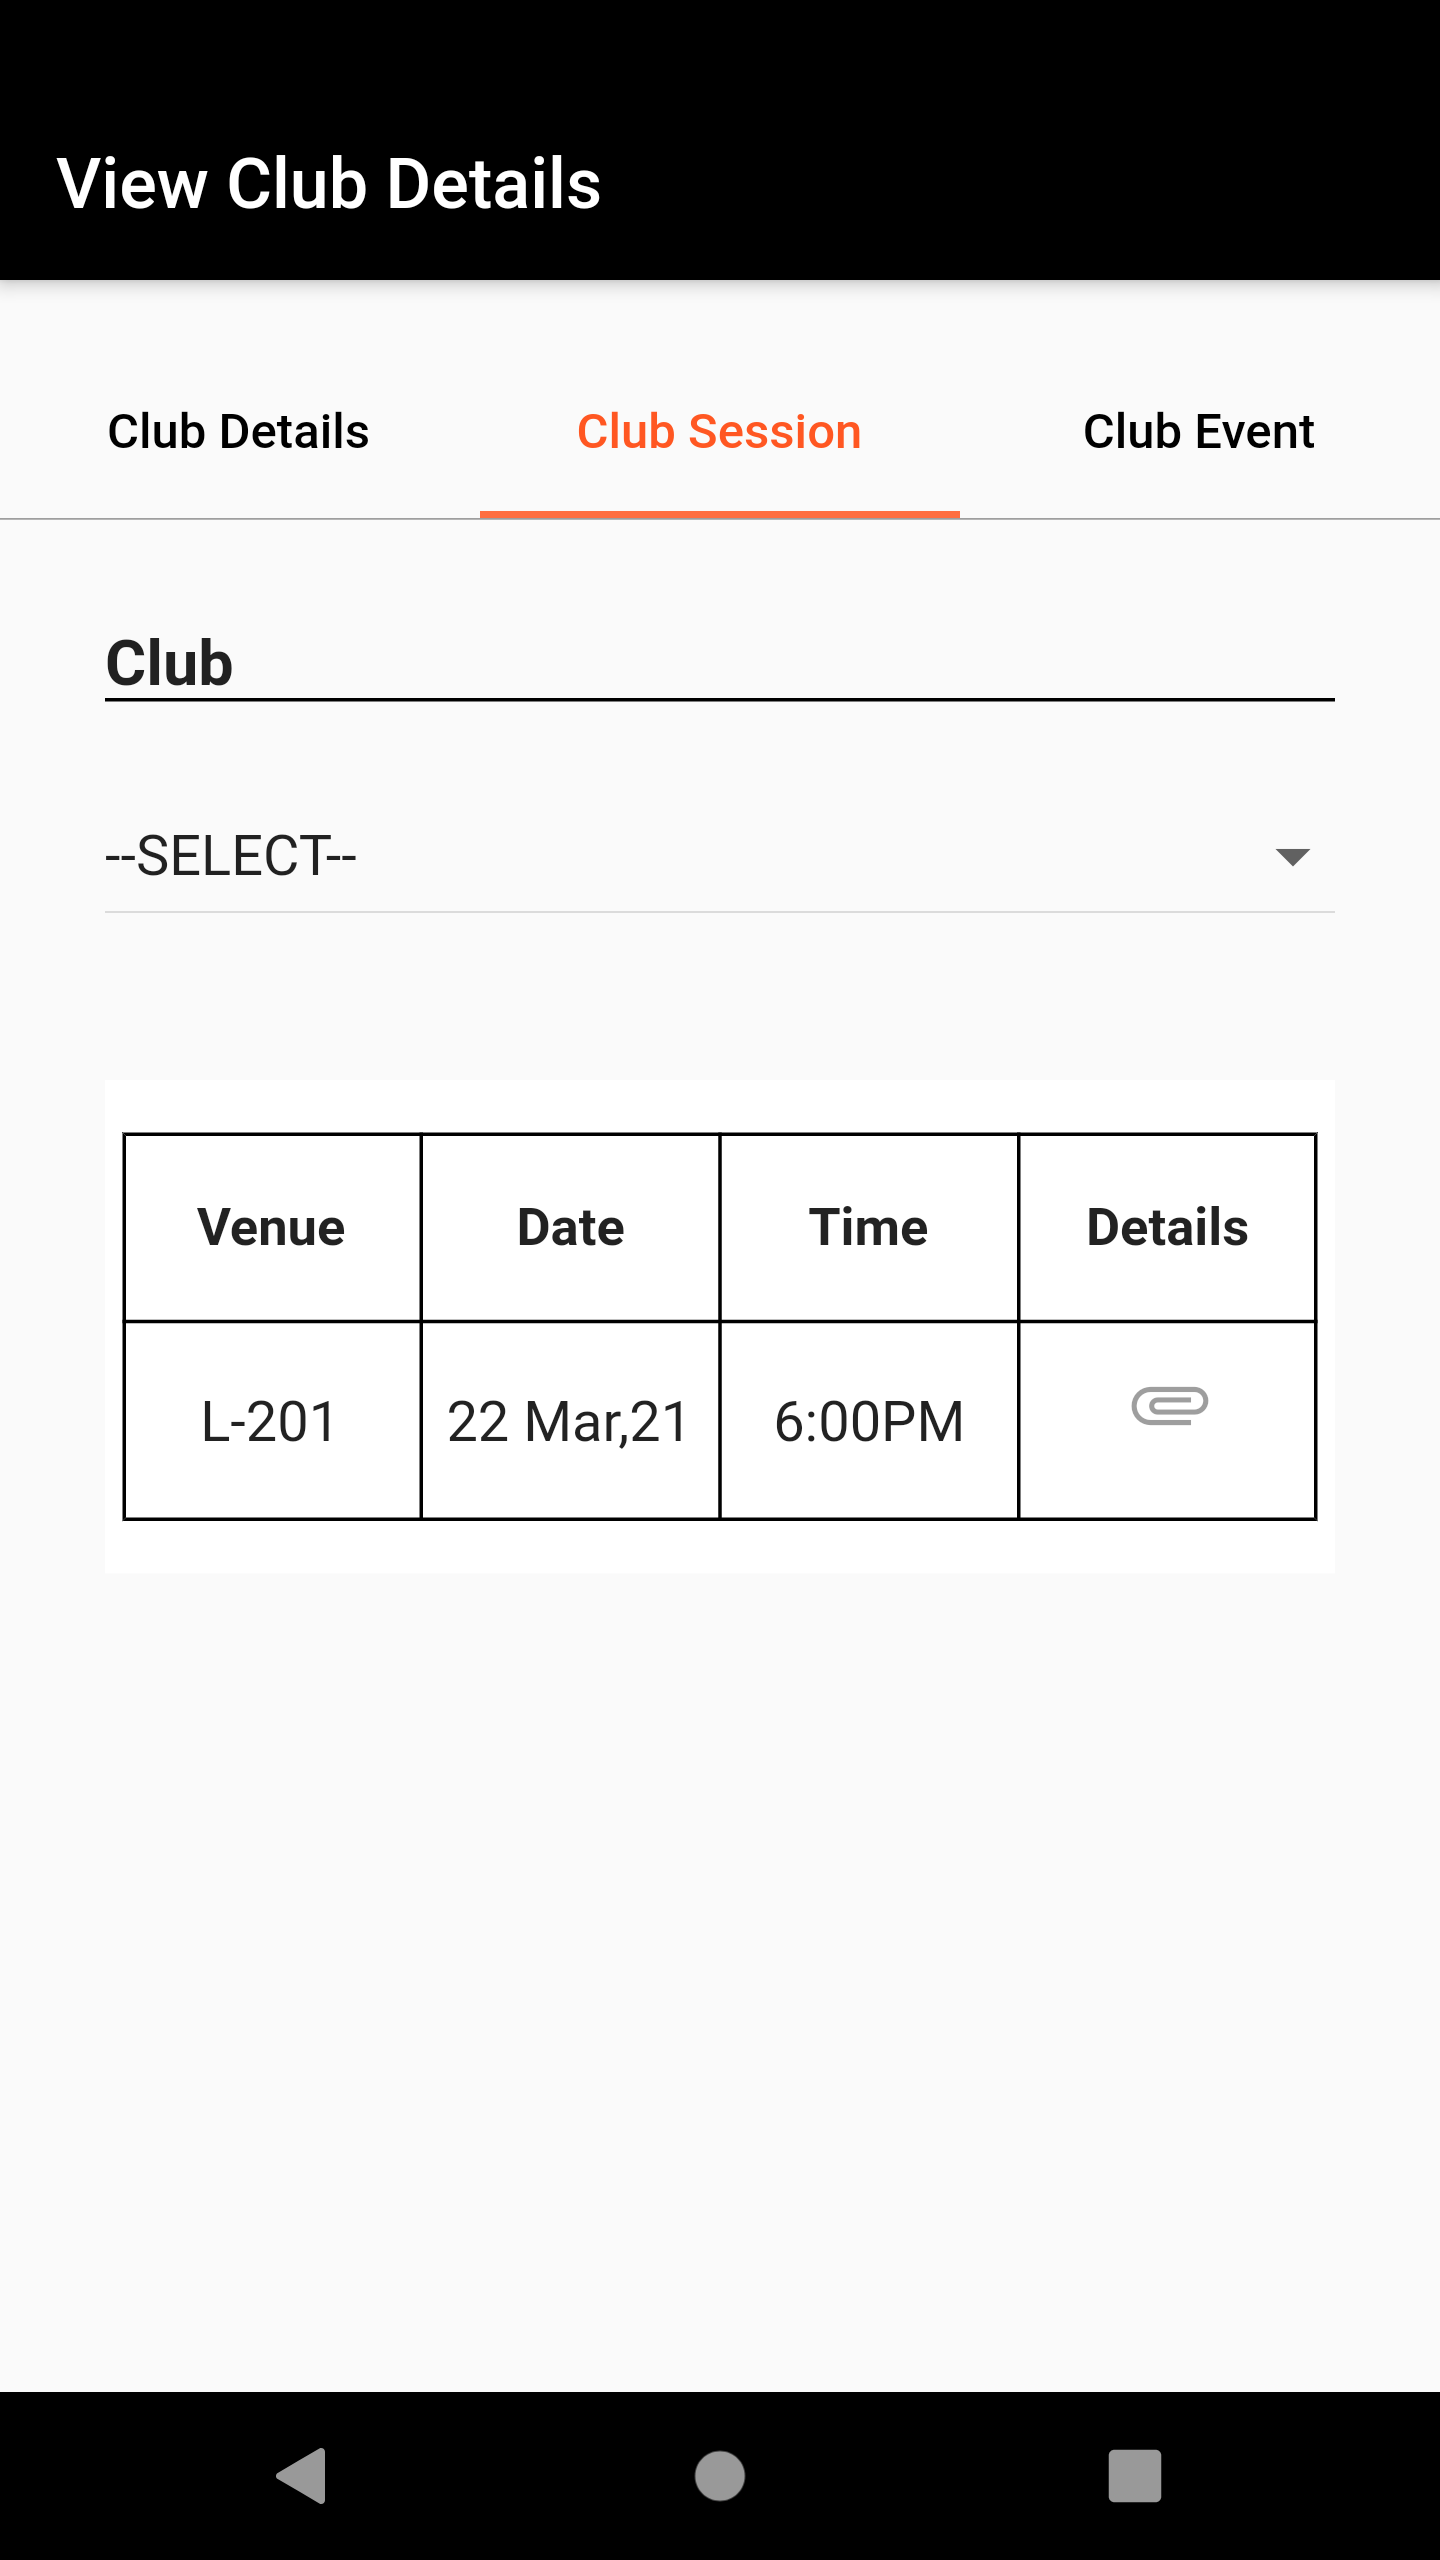 View Club Details
Club Details Club Session Club Event
Club
--SELECT--
Venue Date Time Details
L-201 22 Mar,21 6:00PM